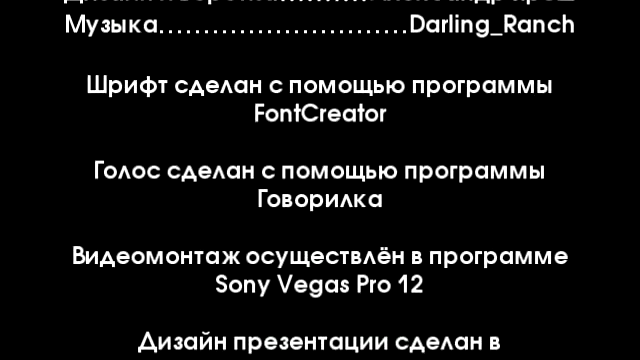 Музыка............................Darling_Ranch
Шрифт сделан с помощью программы
FontCreator
Голос сделан с помощью программы
Говорилка
Видеомонтаж осуществлён в программе
Sony Vegas Pro 12
Дизайн презентации сделан в